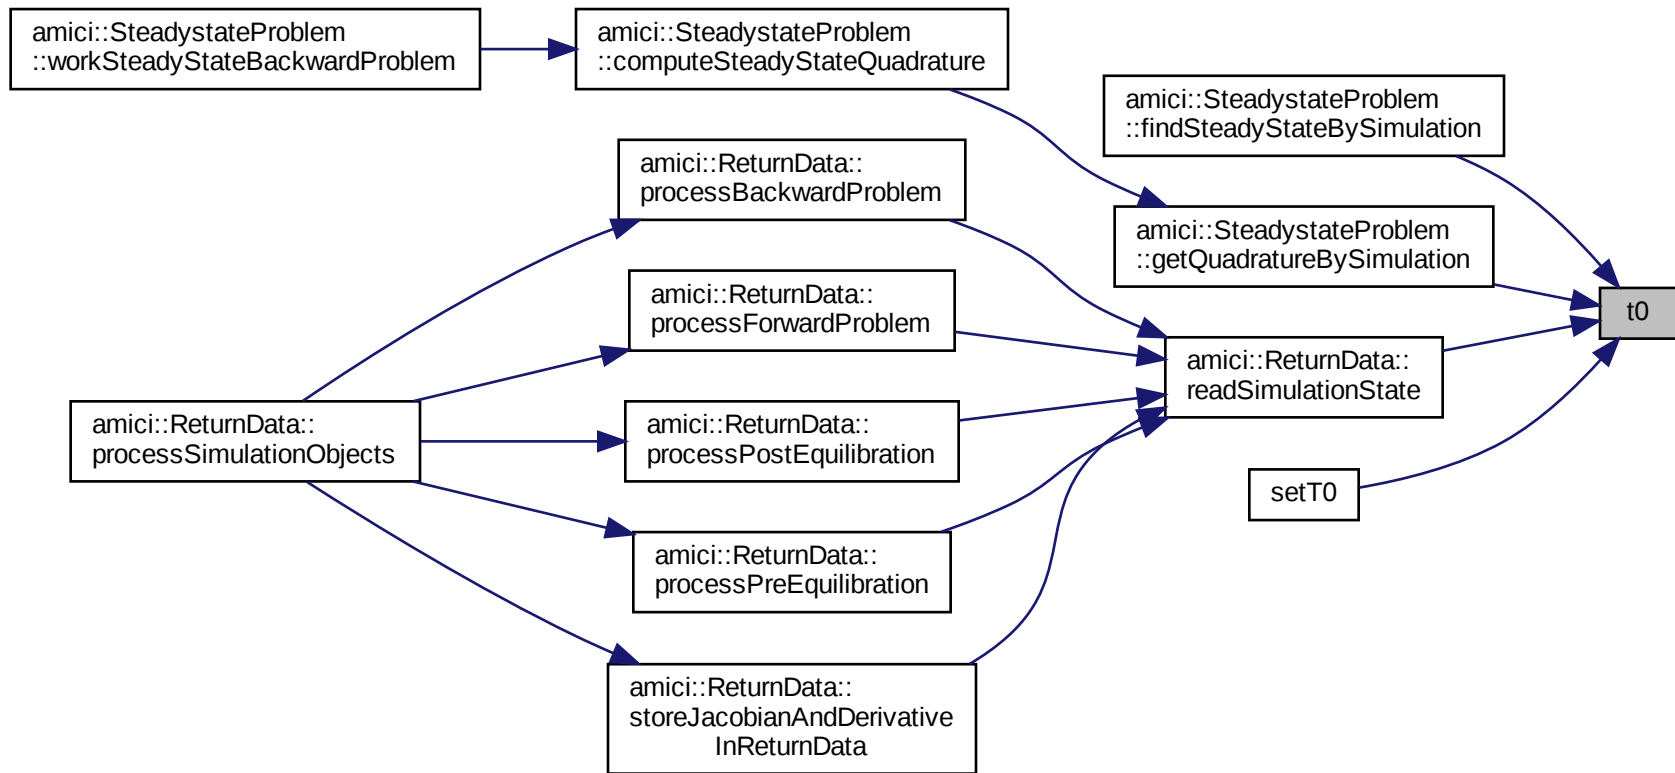 amici::SteadystateProblem
::workSteadyStateBackwardProblem
amici::SteadystateProblem
::computeSteadyStateQuadrature
amici::SteadystateProblem
::findSteadyStateBySimulation
amici::ReturnData::
processBackwardProblem
amici::SteadystateProblem
::getQuadratureBySimulation
amici::ReturnData::
processForwardProblem
t0
amici::ReturnData::
readSimulationState
amici::ReturnData::
processSimulationObjects
amici::ReturnData::
processPostEquilibration
setT0
amici::ReturnData::
processPreEquilibration
amici::ReturnData::
storeJacobianAndDerivative
InReturnData